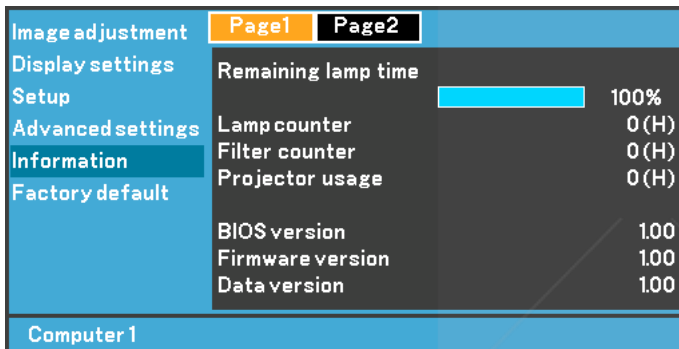 Image adjustment
Display settings
Setup
Advanced settings
Information
Factory default
Page1 Page2
Remaining lamp time
100%
Lamp counter 0(H)
Filter counter 0(H)
Projector usage 0(H)
BIOS version 1.00
Firmware version 1.00
Data version 1.00
Computer 1